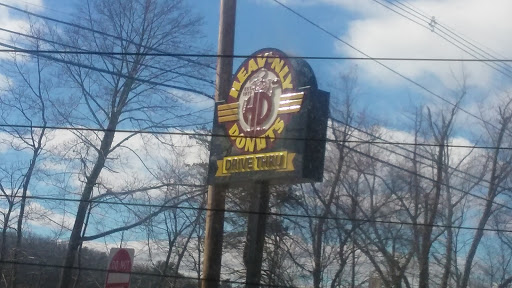 HEAV'NLY
HD
DONUTS
DRIVE THRU